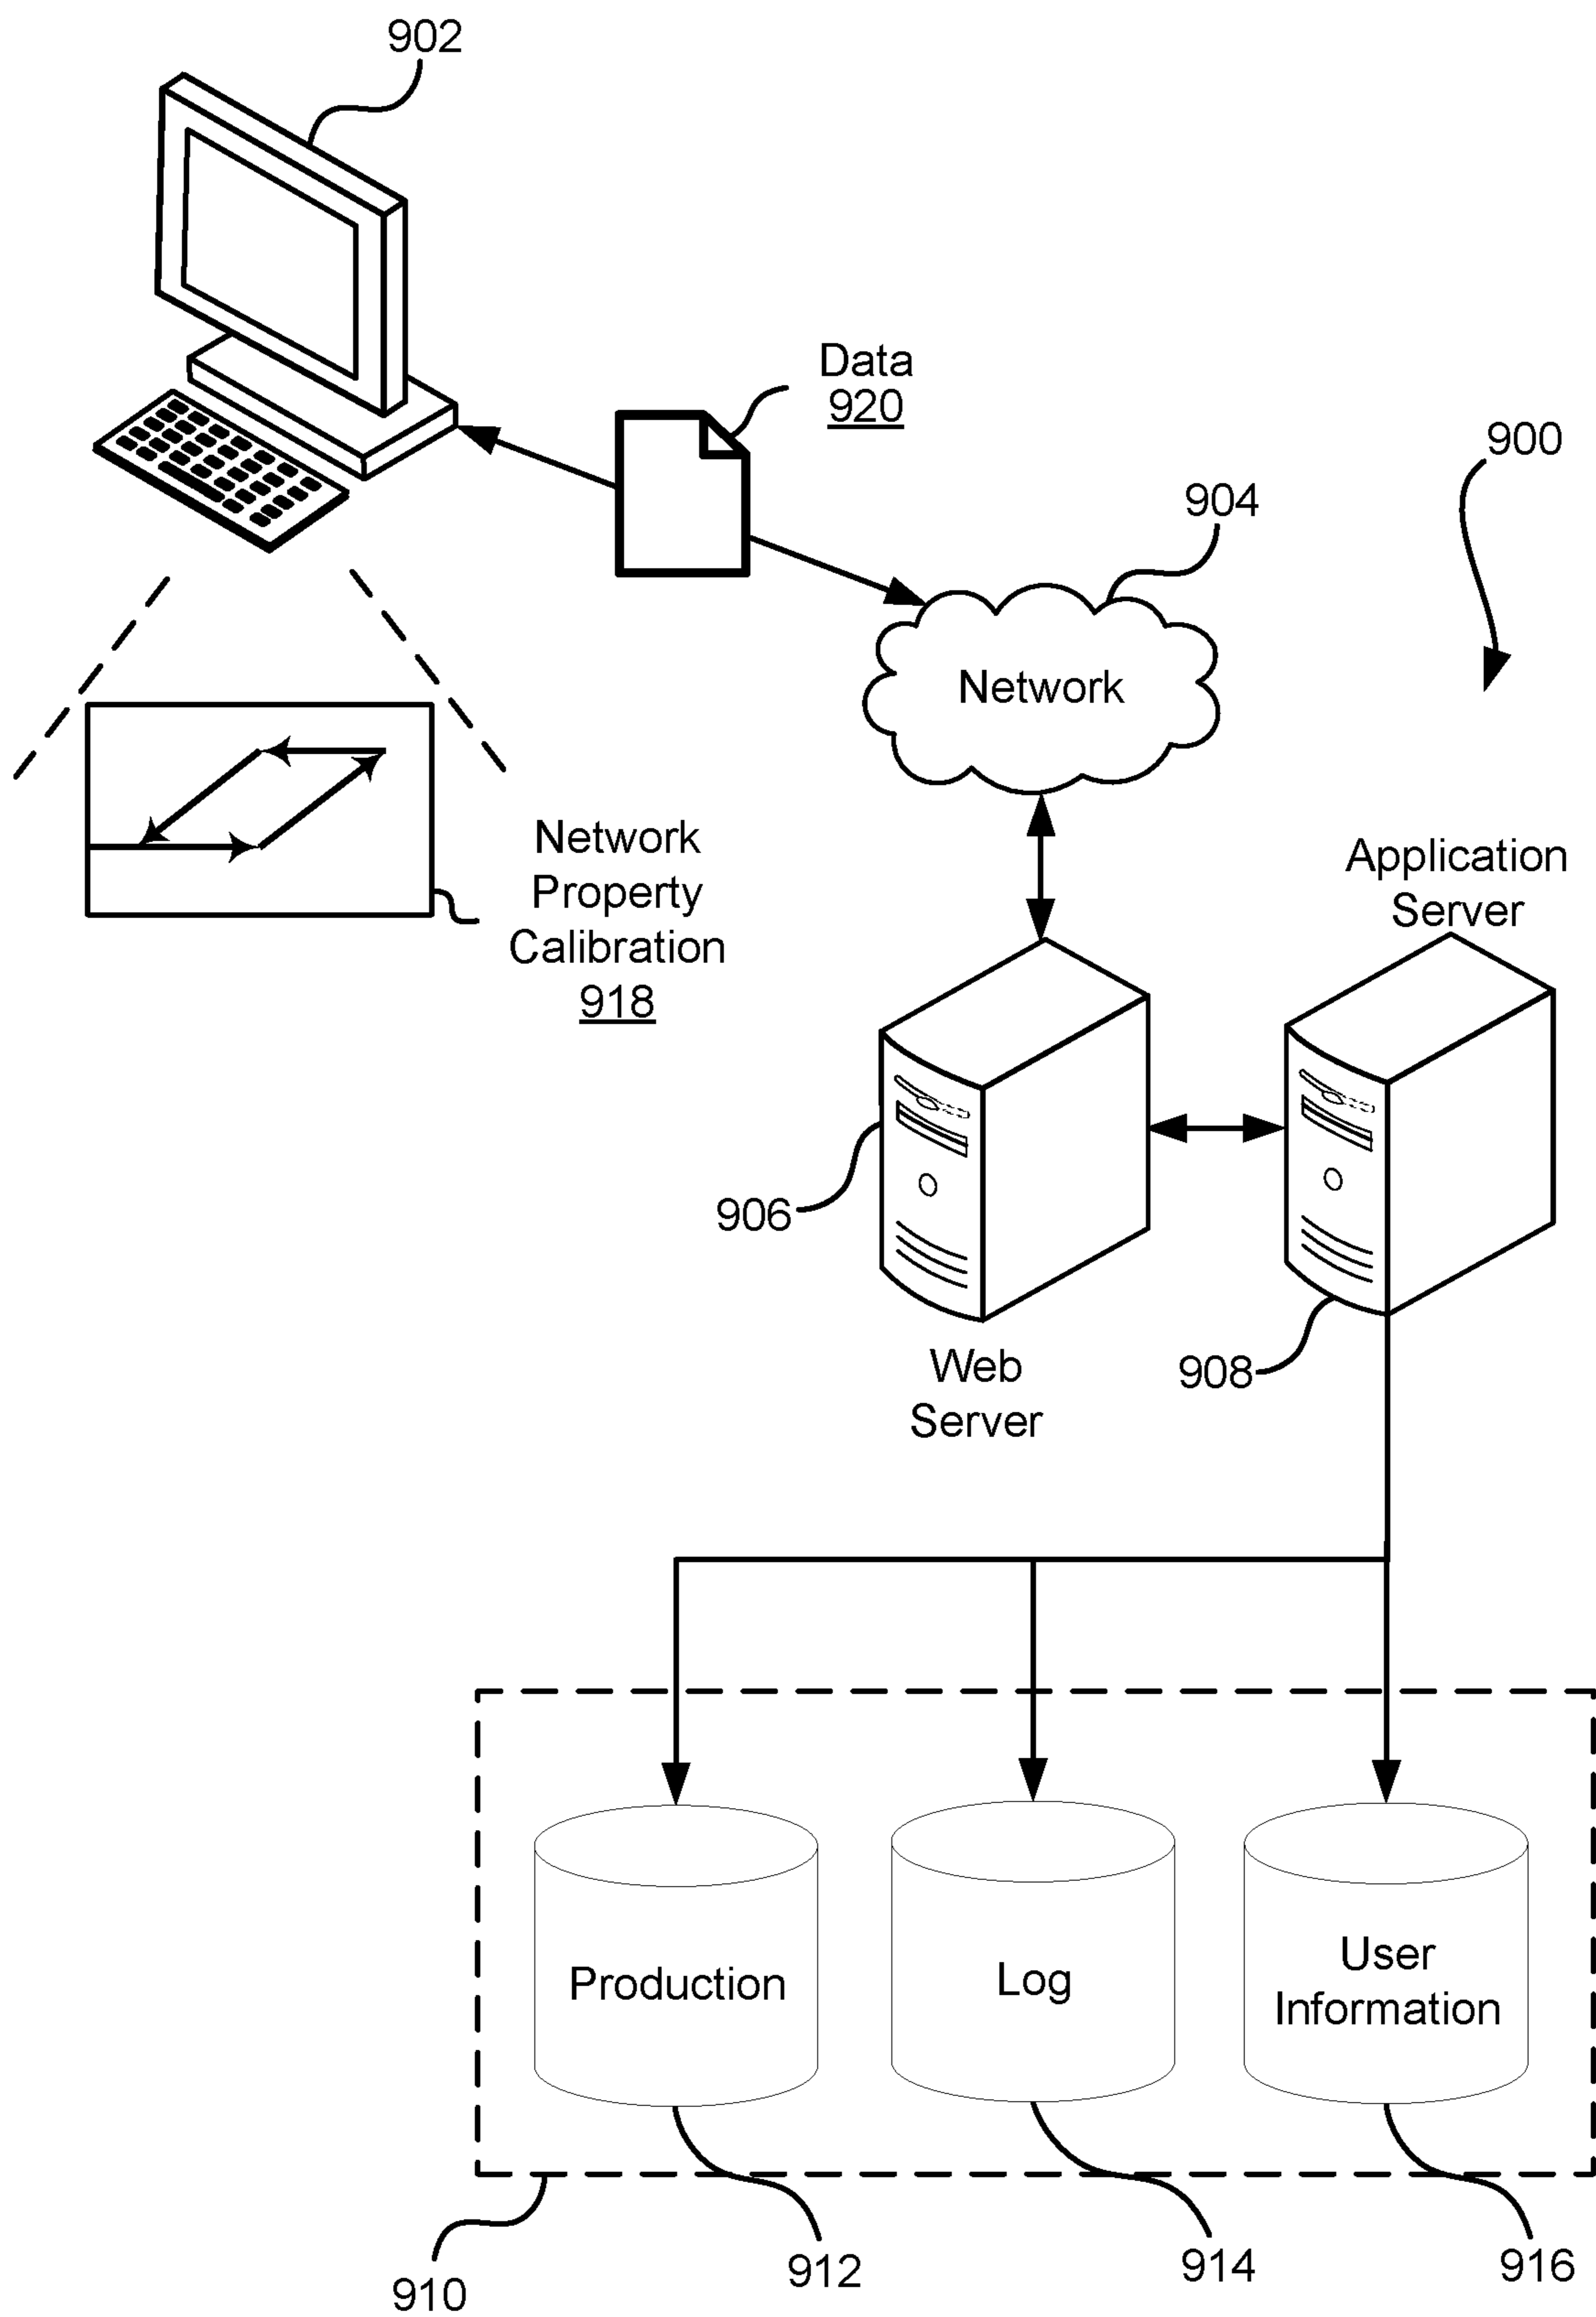 902
Data
920
900
904
Network
Network
Property
Calibration
918
Application
Server
906
908
Web
Server
Production
Log
User
Information
910
912
914
916